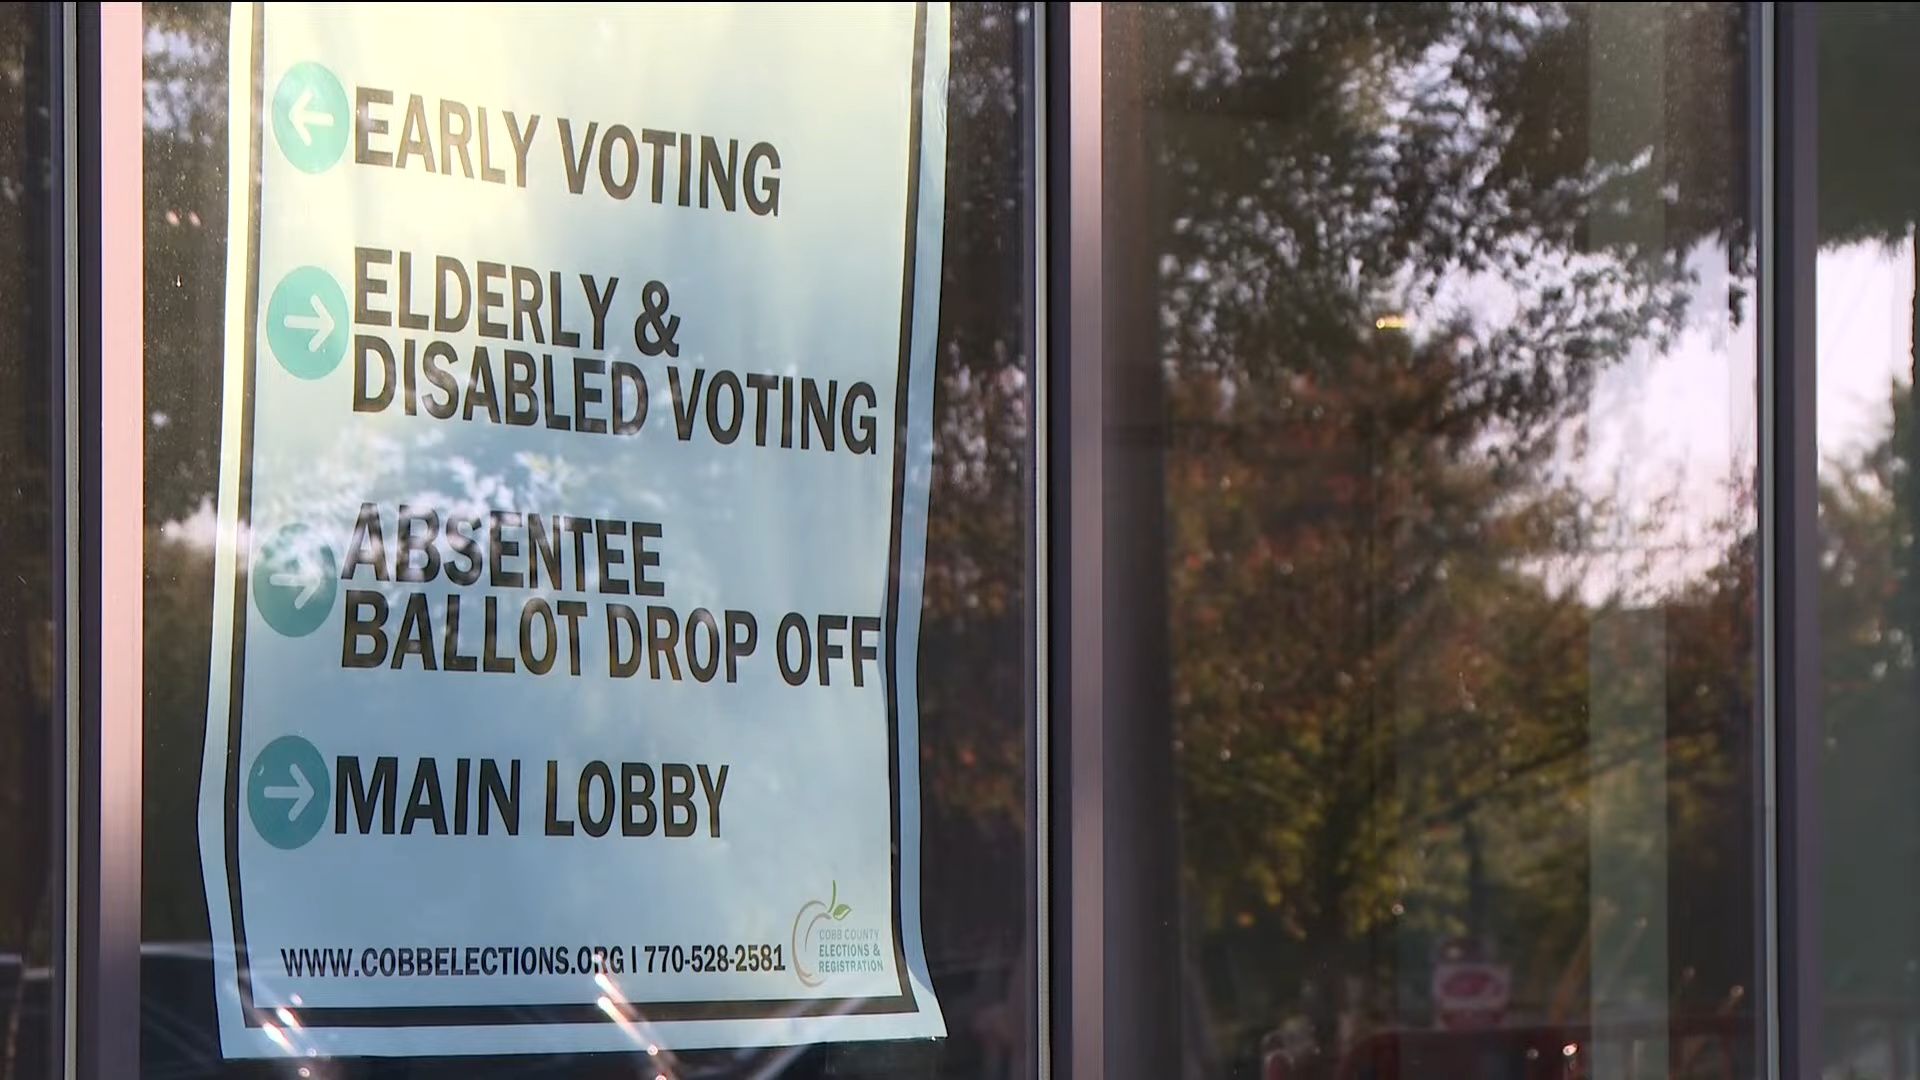 EARLY VOTING
ELDERLY &
DISABLED VOTING
ABSENTEE
BALLOT DROP OFF
MAIN LOBBY
WWW.COBBELECTIONS.ORG | 770-528-2581
COBB COUNTY
ELECTIONS &
REGISTRATION